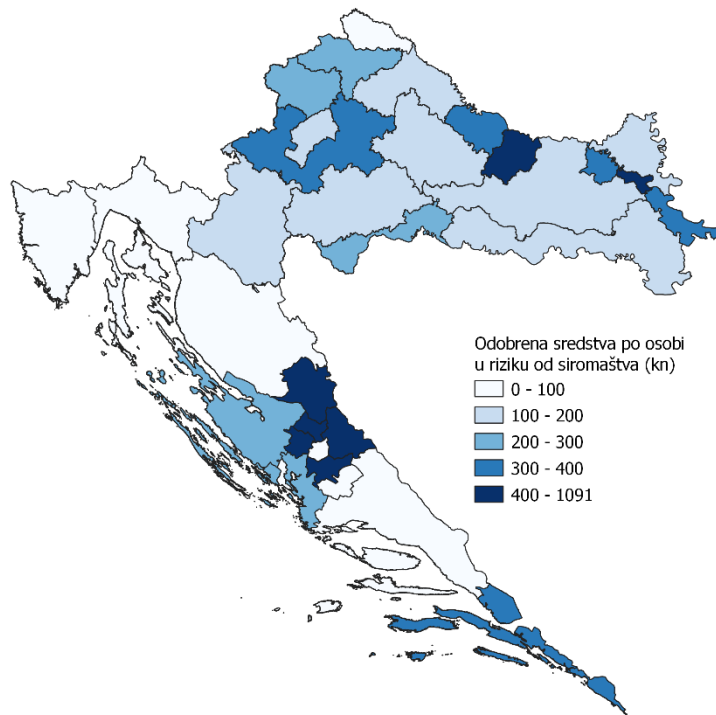 Odobrena sredstva po osobi
u riziku od siromaštva (kn)
0 - 100
100 - 200
200 - 300
300 - 400
400 - 1091